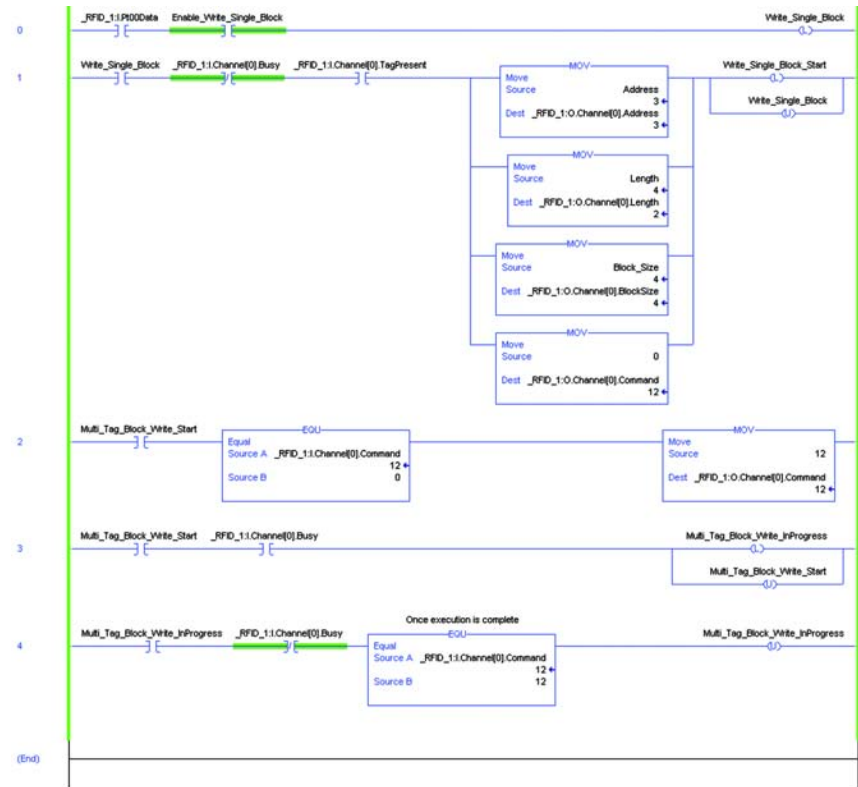 _RFID_1:I.Pt00Data Enable_Write_Single_Block Write_Single_Block
0
(L)
Write_Single_Block _RFID_1:I.Channel[0].Busy _RFID_1:I.Channel[0].TagPresent
1
MOV
Move
Source Address
3
Dest _RFID_1:O.Channel[0].Address
3
Write_Single_Block_Start
(L)
Write_Single_Block
(U)
MOV
Move
Source Length
4
Dest _RFID_1:O.Channel[0].Length
2
MOV
Move
Source Block_Size
4
Dest _RFID_1:O.Channel[0].BlockSize
4
MOV
Move
Source 0
Dest _RFID_1:O.Channel[0].Command
12
Multi_Tag_Block_Write_Start
2
EQU
Equal
Source A _RFID_1:I.Channel[0].Command
12
Source B 0
MOV
Move
Source 12
Dest _RFID_1:O.Channel[0].Command
12
Multi_Tag_Block_Write_Start _RFID_1:I.Channel[0].Busy Multi_Tag_Block_Write_InProgress
3
(L)
Multi_Tag_Block_Write_Start
(U)
Once execution is complete
Multi_Tag_Block_Write_InProgress _RFID_1:I.Channel[0].Busy
4
EQU
Equal
Source A _RFID_1:I.Channel[0].Command
12
Source B 12
Multi_Tag_Block_Write_InProgress
(U)
(End)